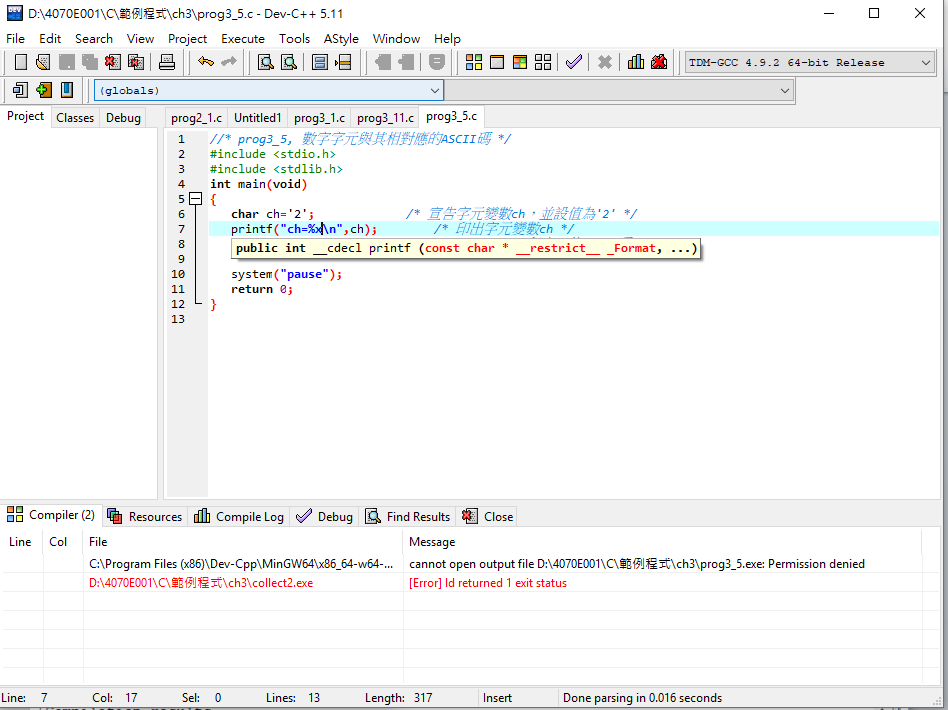 D:\4070E001\C\範例程式\ch3\prog3_5.c - Dev-C++ 5.11
File Edit Search View Project Execute Tools AStyle Window Help
TDM-GCC 4.9.2 64-bit Release
(globals)
Project Classes Debug prog2_1.c Untitled1 prog3_1.c prog3_11.c prog3_5.c
1 //* prog3_5, 數字字元與其相對應的ASCII碼 */
2 #include <stdio.h>
3 #include <stdlib.h>
4 int main(void)
5 {
6 char ch='2'; /* 宣告字元變數ch，並設值為'2' */
7 printf("ch=%x\n",ch); /* 印出字元變數ch */
8 public int __cdecl printf (const char * __restrict__ _Format, ...)
9
10 system("pause");
11 return 0;
12 }
13
Compiler (2) Resources Compile Log Debug Find Results Close
Line Col File Message
C:\Program Files (x86)\Dev-Cpp\MinGW64\x86_64-w64-... cannot open output file D:\4070E001\C\範例程式\ch3\prog3_5.exe: Permission denied
D:\4070E001\C\範例程式\ch3\collect2.exe [Error] ld returned 1 exit status
Line: 7 Col: 17 Sel: 0 Lines: 13 Length: 317 Insert Done parsing in 0.016 seconds